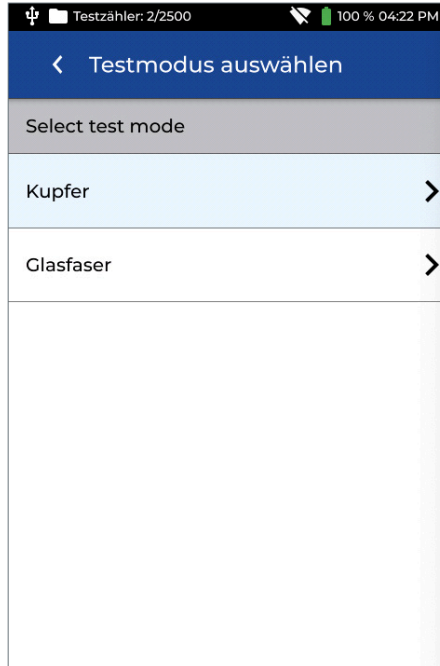 Testzähler: 2/2500 100 % 04:22 PM
Testmodus auswählen
Select test mode
Kupfer
Glasfaser